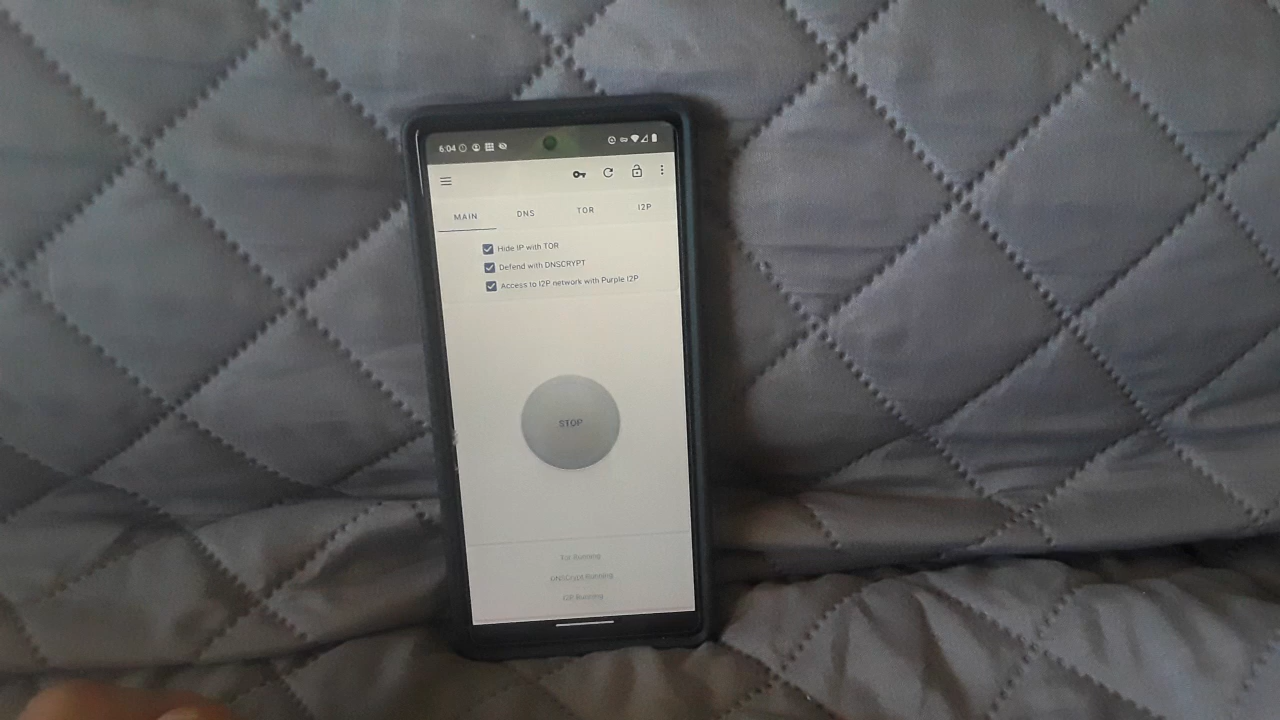 6:04
MAIN DNS TOR I2P
Hide IP with TOR
Defend with DNSCRYPT
Access to I2P network with Purple I2P
STOP
Tor Running
DNSCrypt Running
I2P Running